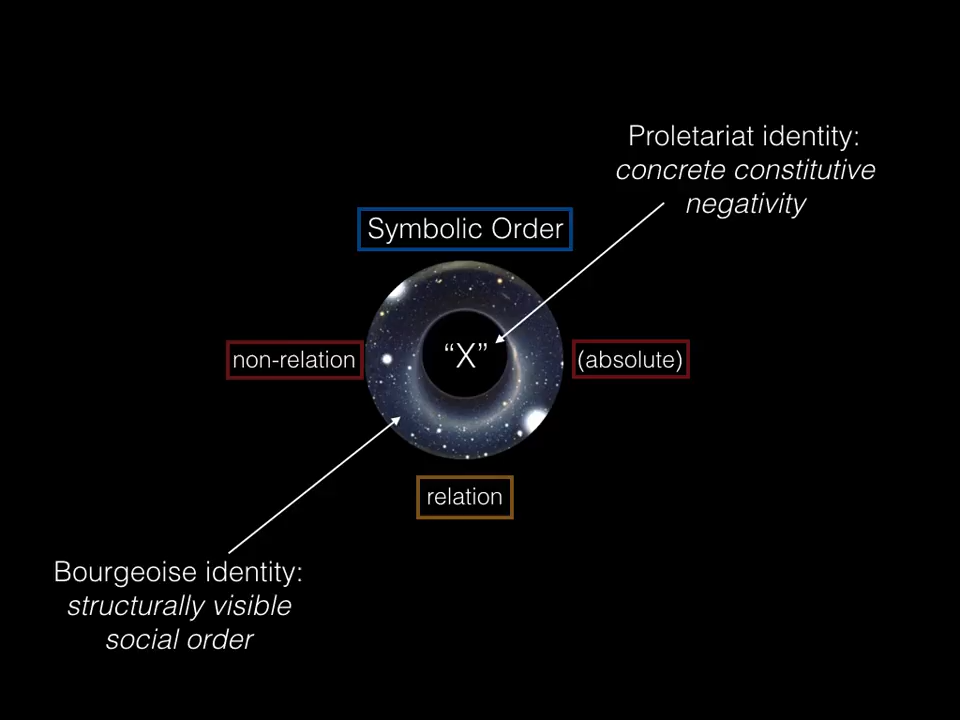 Proletariat identity:
concrete constitutive
negativity
Symbolic Order
non-relation
“X”
(absolute)
relation
Bourgeoise identity:
structurally visible
social order